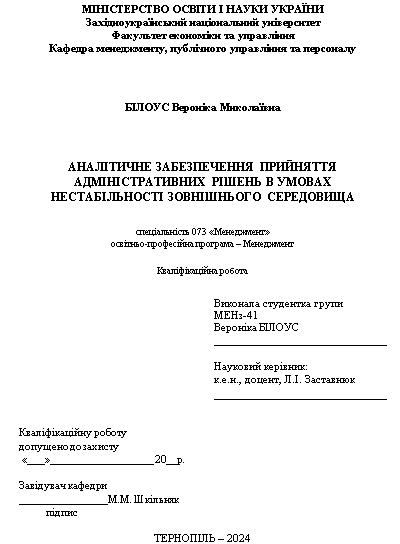 МІНІСТЕРСТВО ОСВІТИ І НАУКИ УКРАЇНИ
Західноукраїнський національний університет
Факультет економіки та управління
Кафедра менеджменту, публічного управління та персоналу
БІЛОУС Вероніка Миколаївна
АНАЛІТИЧНЕ ЗАБЕЗПЕЧЕННЯ ПРИЙНЯТТЯ
АДМІНІСТРАТИВНИХ РІШЕНЬ В УМОВАХ
НЕСТАБІЛЬНОСТІ ЗОВНІШНЬОГО СЕРЕДОВИЩА
спеціальність 073 «Менеджмент»
освітньо-професійна програма – Менеджмент
Кваліфікаційна робота
Виконала студентка групи
МЕНз-41
Вероніка БІЛОУС
Науковий керівник:
к.е.н., доцент, Л.І. Заставнюк
Кваліфікаційну роботу
допущено до захисту
«___»___________________20__р.
Завідувач кафедри
________________М.М. Шкільняк
підпис
ТЕРНОПІЛЬ – 2024